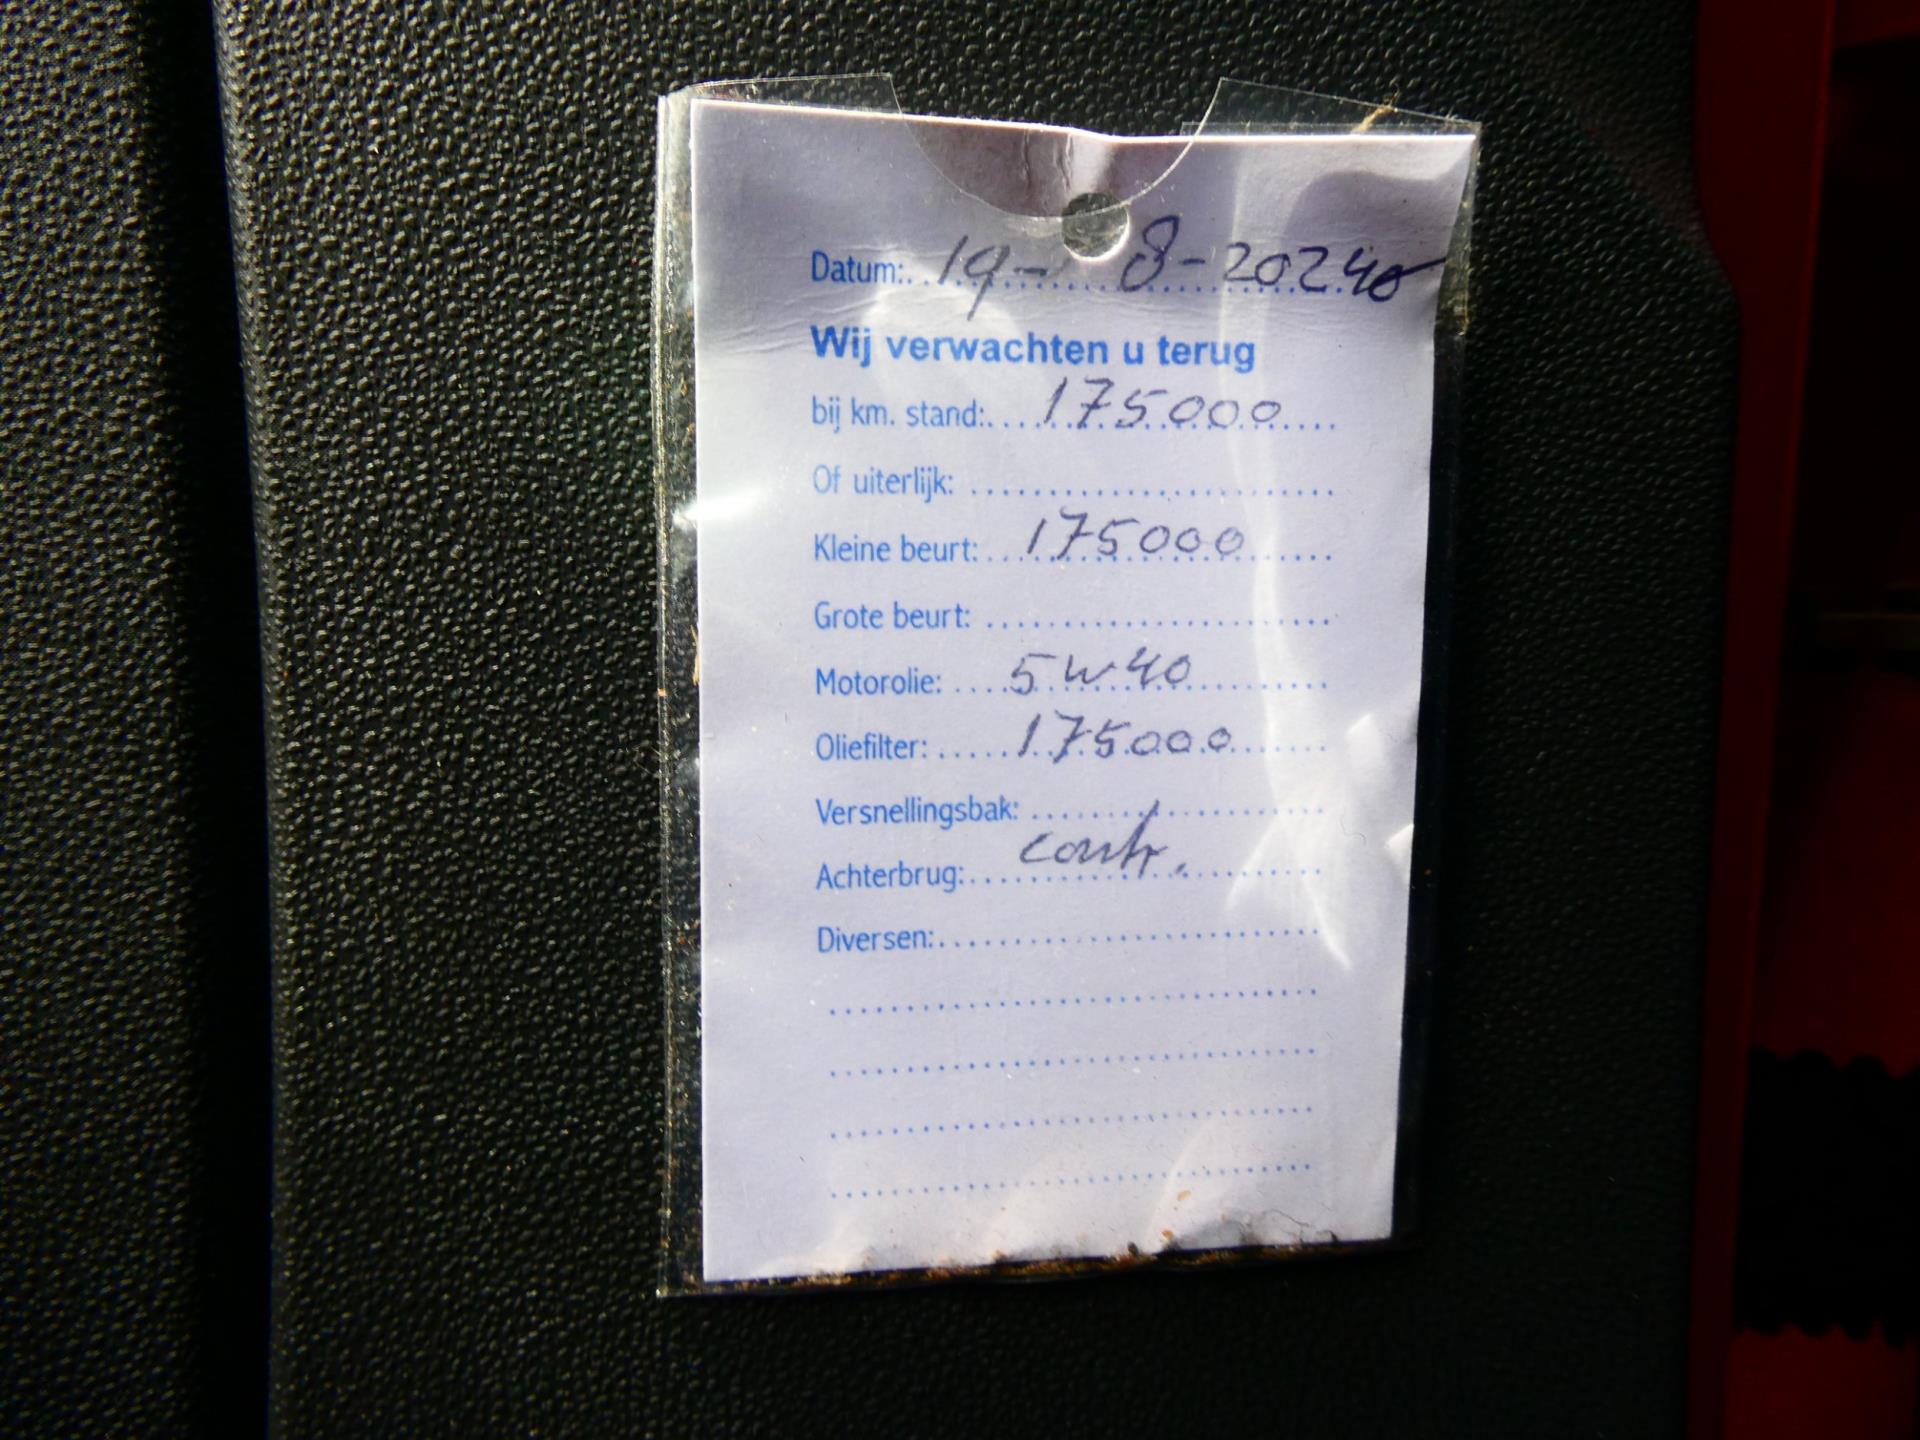 Datum: 19-8-2024
Wij verwachten u terug
bij km. stand: 175000
Of uiterlijk:
Kleine beurt: 175000
Grote beurt:
Motorolie: 5w40
Oliefilter: 175000
Versnellingsbak:
Achterbrug: contr.
Diversen: